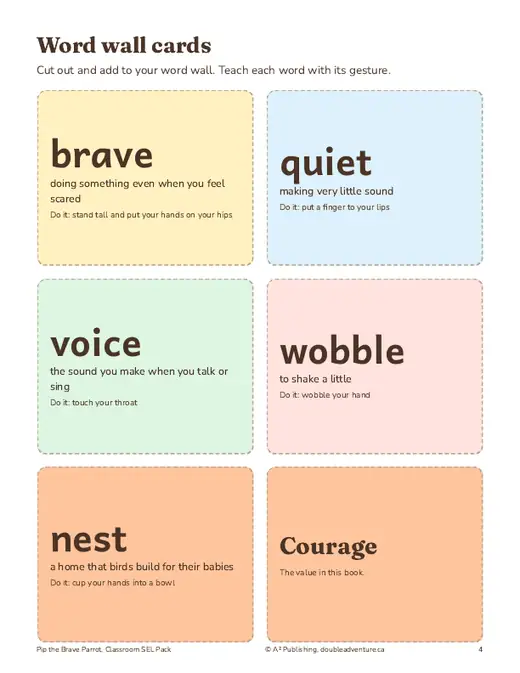 Word wall cards
Cut out and add to your word wall. Teach each word with its gesture.
brave
doing something even when you feel
scared
Do it: stand tall and put your hands on your hips
quiet
making very little sound
Do it: put a finger to your lips
voice
the sound you make when you talk or
sing
Do it: touch your throat
wobble
to shake a little
Do it: wobble your hand
nest
a home that birds build for their babies
Do it: cup your hands into a bowl
Courage
The value in this book.
Pip the Brave Parrot, Classroom SEL Pack
© A² Publishing, doubleadventure.ca
4